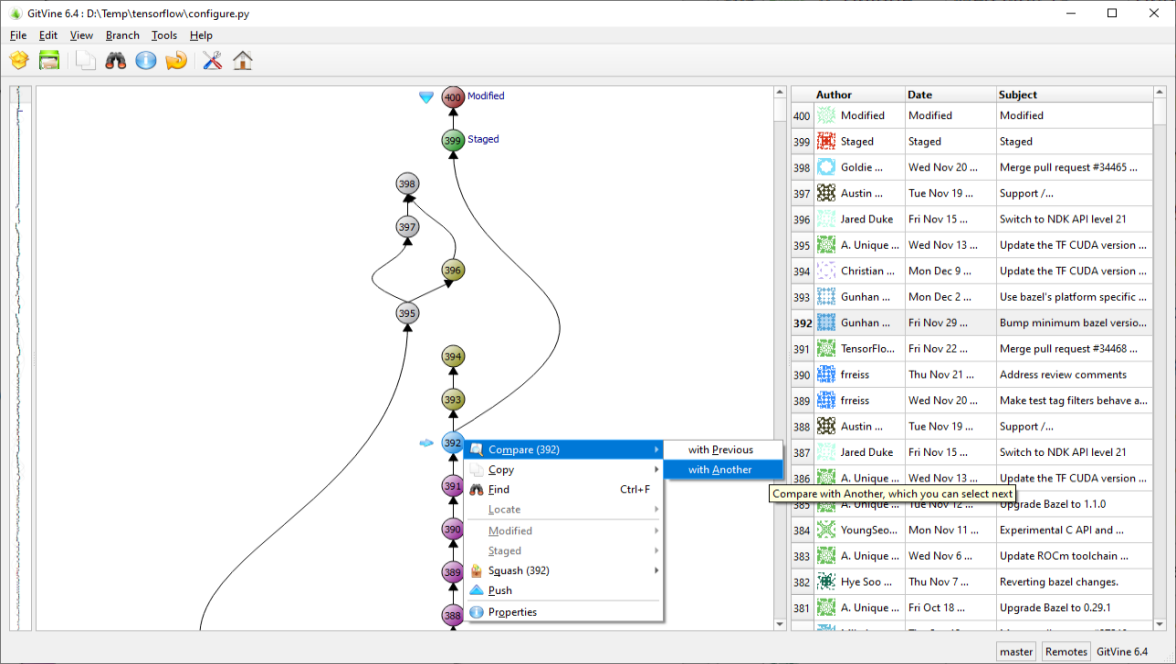 GitVine 6.4 : D:\Temp\tensorflow\configure.py
File Edit View Branch Tools Help
400 Modified
399 Staged
398
397
396
395
394
393
392
391
390
389
388
Compare (392)
Copy
Find Ctrl+F
Locate
Modified
Staged
Squash (392)
Push
Properties
with Previous
with Another
Compare with Another, which you can select next
Author Date Subject
400 Modified Modified Modified
399 Staged Staged Staged
398 Goldie ... Wed Nov 20 ... Merge pull request #34465 ...
397 Austin ... Tue Nov 19 ... Support /...
396 Jared Duke Fri Nov 15 ... Switch to NDK API level 21
395 A. Unique ... Wed Nov 13 ... Update the TF CUDA version ...
394 Christian ... Mon Dec 9 ... Update the TF CUDA version ...
393 Gunhan ... Mon Dec 2 ... Use bazel's platform specific ...
392 Gunhan ... Fri Nov 29 ... Bump minimum bazel versio...
391 TensorFlo... Fri Nov 22 ... Merge pull request #34468 ...
390 frreiss Thu Nov 21 ... Address review comments
389 frreiss Wed Nov 20 ... Make test tag filters behave a...
388 Austin ... Tue Nov 19 ... Support /...
387 Jared Duke Fri Nov 15 ... Switch to NDK API level 21
386 A. Unique ... Wed Nov 13 ... Update the TF CUDA version ...
385 A. Unique ... Tue Nov 12 ... Upgrade Bazel to 1.1.0
384 YoungSeo... Mon Nov 11 ... Experimental C API and ...
383 A. Unique ... Wed Nov 6 ... Update ROCm toolchain ...
382 Hye Soo ... Thu Nov 7 ... Reverting bazel changes.
381 A. Unique ... Fri Oct 18 ... Upgrade Bazel to 0.29.1
master Remotes GitVine 6.4